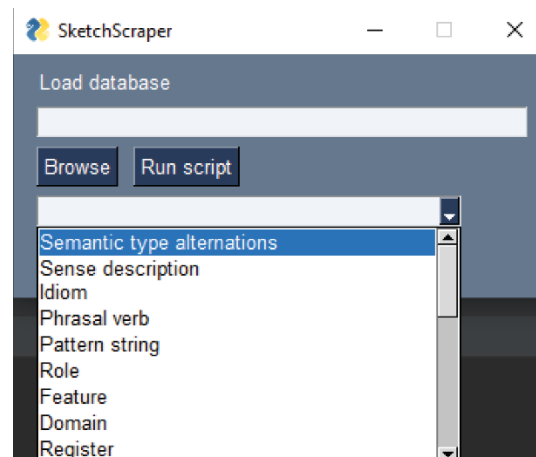 SketchScraper
Load database
Browse Run script
Semantic type alternations
Sense description
Idiom
Phrasal verb
Pattern string
Role
Feature
Domain
Register